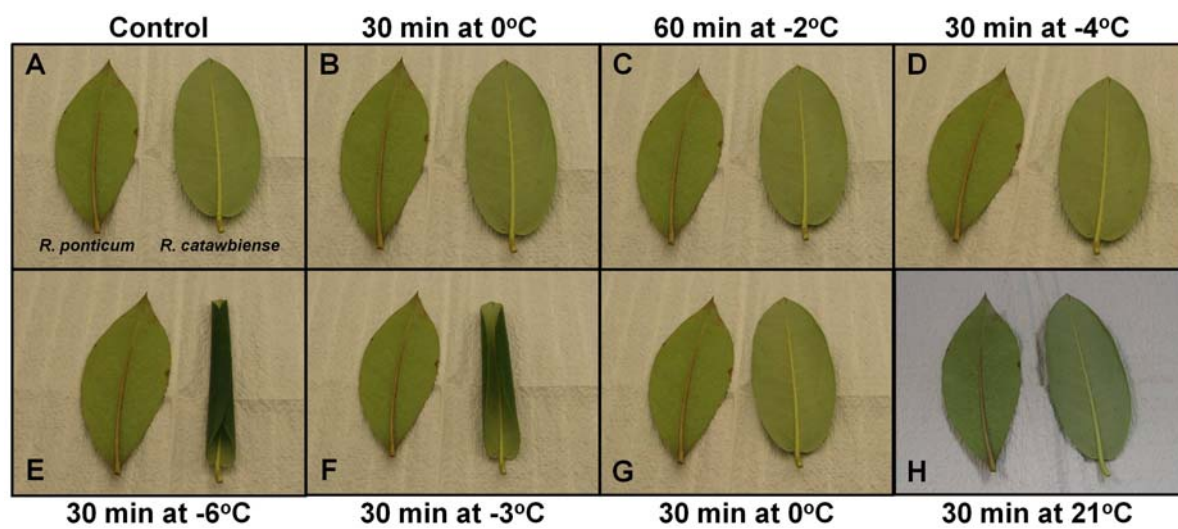 Control 30 min at 0°C 60 min at -2°C 30 min at -4°C
A B C D
R. ponticum R. catawbiense
E F G H
30 min at -6°C 30 min at -3°C 30 min at 0°C 30 min at 21°C